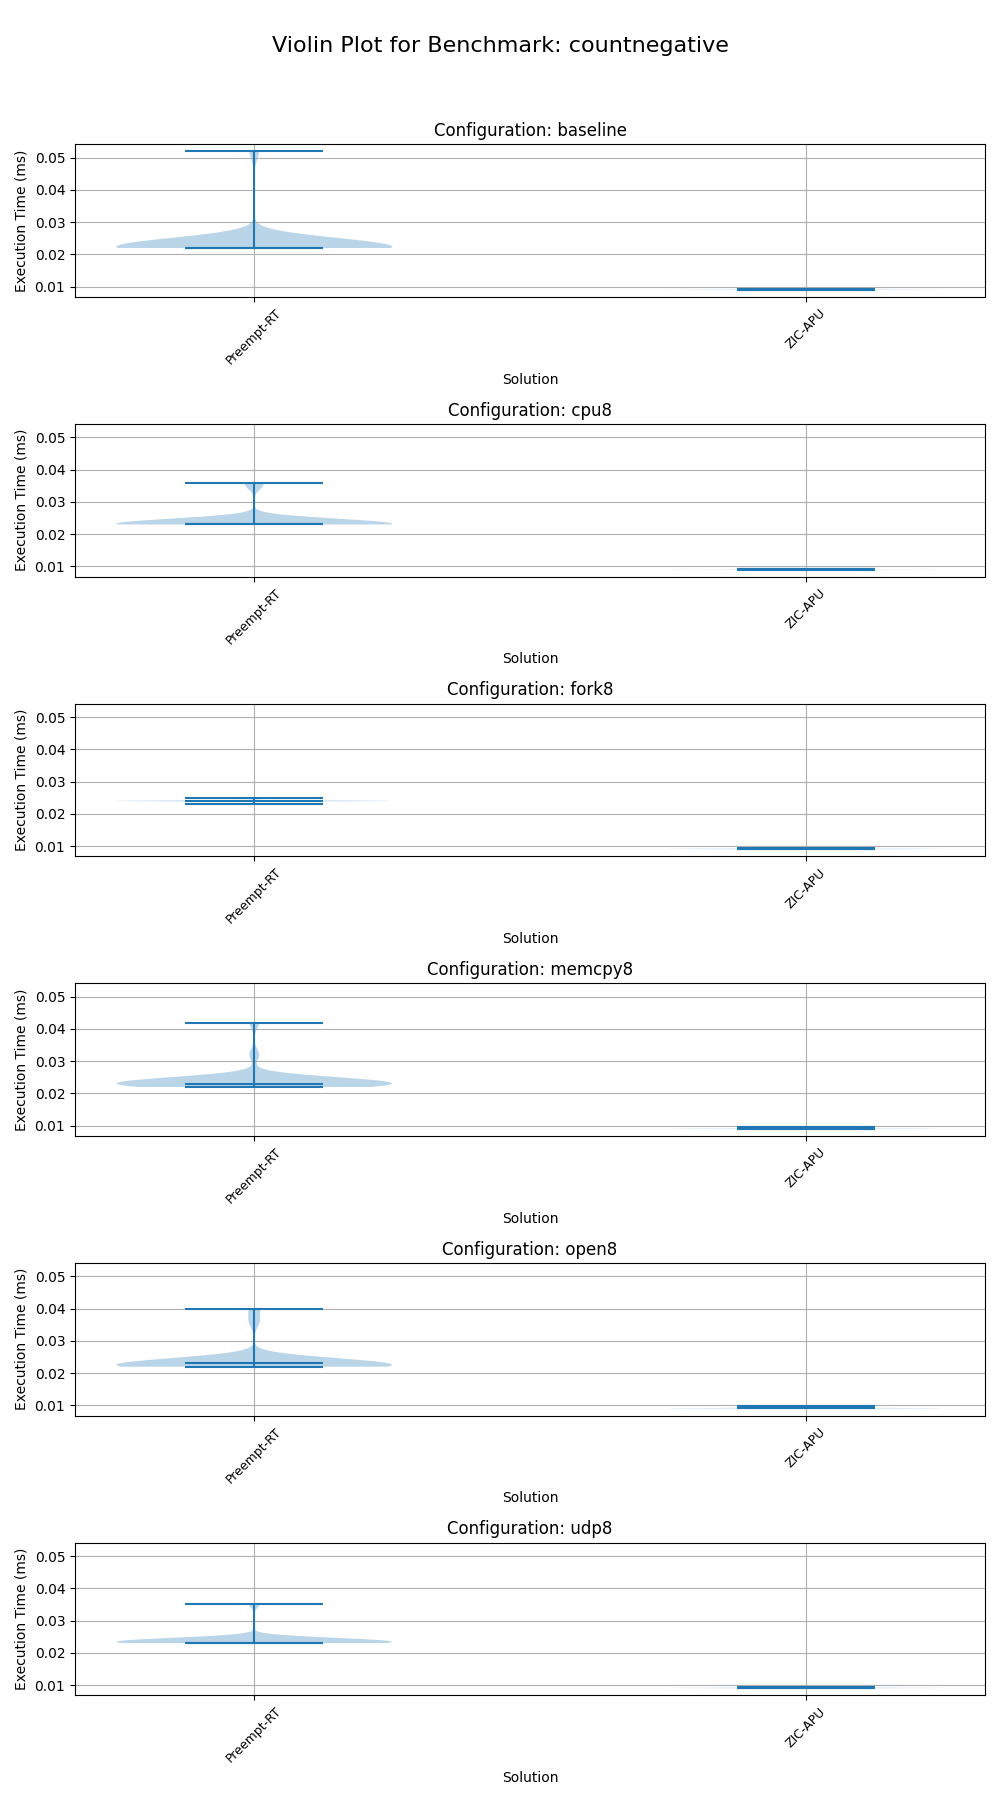 Violin Plot for Benchmark: countnegative
Configuration: baseline
Execution Time (ms)
0.05
0.04
0.03
0.02
0.01
Preempt-RT
ZIC-APU
Solution
Configuration: cpu8
Execution Time (ms)
0.05
0.04
0.03
0.02
0.01
Preempt-RT
ZIC-APU
Solution
Configuration: fork8
Execution Time (ms)
0.05
0.04
0.03
0.02
0.01
Preempt-RT
ZIC-APU
Solution
Configuration: memcpy8
Execution Time (ms)
0.05
0.04
0.03
0.02
0.01
Preempt-RT
ZIC-APU
Solution
Configuration: open8
Execution Time (ms)
0.05
0.04
0.03
0.02
0.01
Preempt-RT
ZIC-APU
Solution
Configuration: udp8
Execution Time (ms)
0.05
0.04
0.03
0.02
0.01
Preempt-RT
ZIC-APU
Solution